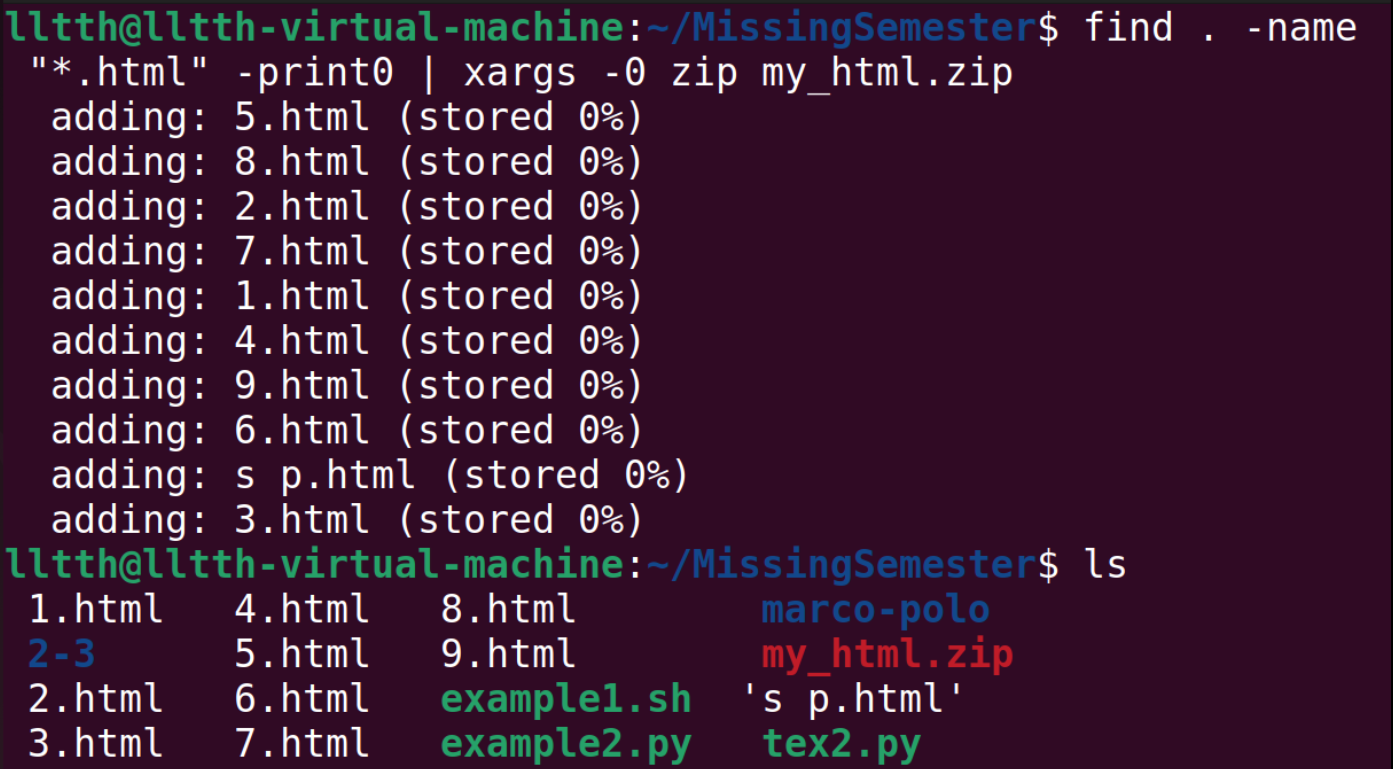 lltth@lltth-virtual-machine:~/MissingSemester$ find . -name
"*.html" -print0 | xargs -0 zip my_html.zip
adding: 5.html (stored 0%)
adding: 8.html (stored 0%)
adding: 2.html (stored 0%)
adding: 7.html (stored 0%)
adding: 1.html (stored 0%)
adding: 4.html (stored 0%)
adding: 9.html (stored 0%)
adding: 6.html (stored 0%)
adding: s p.html (stored 0%)
adding: 3.html (stored 0%)
lltth@lltth-virtual-machine:~/MissingSemester$ ls
1.html 4.html 8.html marco-polo
2-3 5.html 9.html my_html.zip
2.html 6.html example1.sh 's p.html'
3.html 7.html example2.py tex2.py